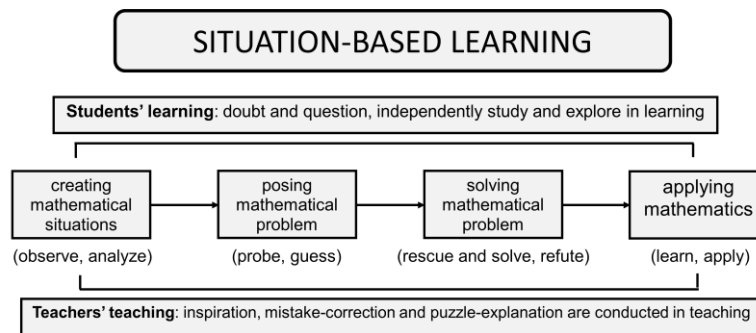 SITUATION-BASED LEARNING
Students' learning: doubt and question, independently study and explore in learning
creating
mathematical
situations
(observe, analyze)
posing
mathematical
problem
(probe, guess)
solving
mathematical
problem
(rescue and solve, refute)
applying
mathematics
(learn, apply)
Teachers' teaching: inspiration, mistake-correction and puzzle-explanation are conducted in teaching